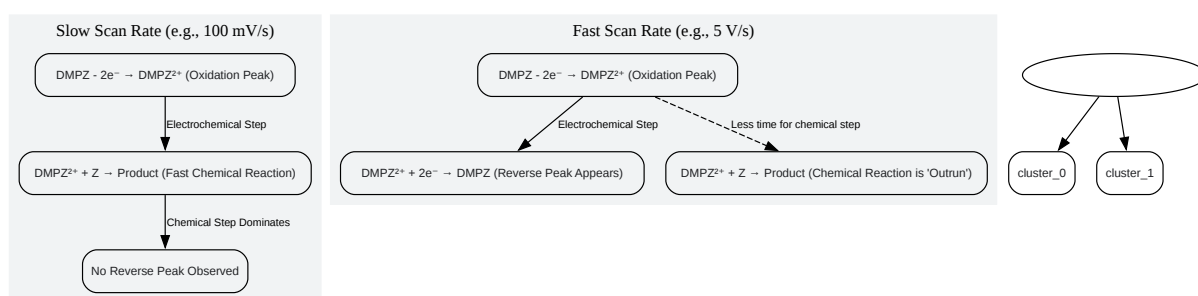 Slow Scan Rate (e.g., 100 mV/s)
DMPZ - 2e⁻ → DMPZ²⁺ (Oxidation Peak)
Electrochemical Step
DMPZ²⁺ + Z → Product (Fast Chemical Reaction)
Chemical Step Dominates
No Reverse Peak Observed
Fast Scan Rate (e.g., 5 V/s)
DMPZ - 2e⁻ → DMPZ²⁺ (Oxidation Peak)
Electrochemical Step
Less time for chemical step
DMPZ²⁺ + 2e⁻ → DMPZ (Reverse Peak Appears)
DMPZ²⁺ + Z → Product (Chemical Reaction is 'Outrun')
cluster_0
cluster_1